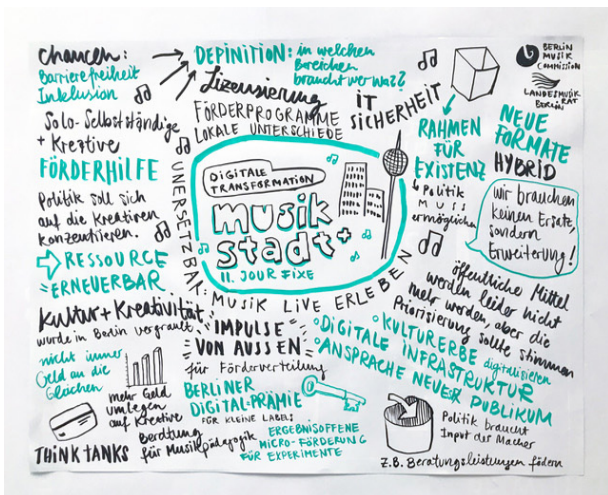 Chancen:
Barrierefreiheit
Inklusion
Solo-Selbstständige
+ Kreative
FÖRDERHILFE
Politik soll sich
auf die Kreativen
konzentrieren.
RESSOURCE
ERNEUERBAR
Kultur + Kreativität
wurde in Berlin vergrault
nicht immer
Geld an die
Gleichen
mehr Geld
umlegen
auf Kreative
THINK TANKS
Beratung
für Musikpädagogik
DEFINITION: in welchen
Bereichen
braucht wer was?
Lizensierung
FÖRDERPROGRAMME
LOKALE UNTERSCHIEDE
IT
SICHERHEIT
DIGITALE
TRANSFORMATION
musik
stadt+
11. JOUR FIXE
UNERSETZBAR: MUSIK LIVE ERLEBEN
IMPULSE
VON AUSSEN
für Förderverteilung
BERLINER
DIGITAL-PRÄMIE
FÜR KLEINE LABELS
ERGEBNISOFFENE
MICRO-FÖRDERUNG
FÜR EXPERIMENTE
BERLIN
MUSIC
COMMISSION
LANDESMUSIK
RAT
BERLIN
RAHMEN
FÜR
EXISTENZ
Politik
MUSS
ermöglichen
NEUE
FORMATE
HYBRID
wir brauchen
keinen Ersatz,
sondern
Erweiterung!
öffentliche Mittel
werden leider nicht
mehr werden, aber die
Priorisierung sollte stimmen
KULTURERBE digitalisieren
DIGITALE INFRASTRUKTUR
ANSPRACHE NEUER PUBLIKUM
Politik braucht
Input der Macher
z.B. Beratungsleistungen fördern